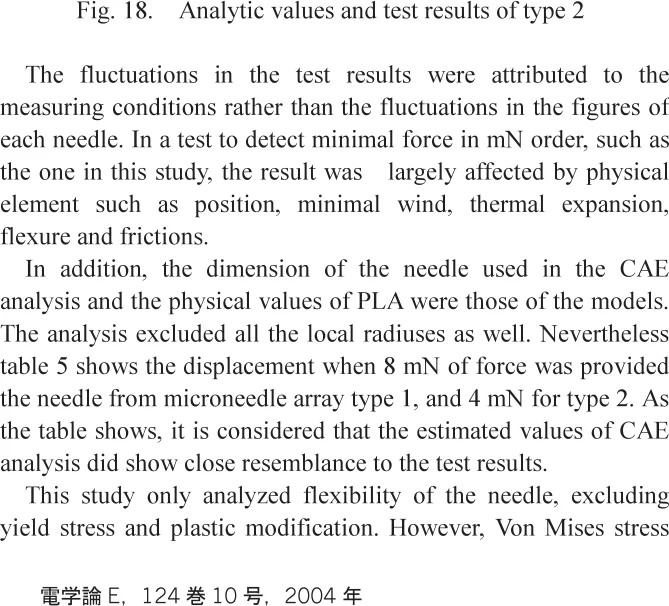 Fig. 18. Analytic values and test results of type 2
The fluctuations in the test results were attributed to the
measuring conditions rather than the fluctuations in the figures of
each needle. In a test to detect minimal force in mN order, such as
the one in this study, the result was largely affected by physical
element such as position, minimal wind, thermal expansion,
flexure and frictions.
In addition, the dimension of the needle used in the CAE
analysis and the physical values of PLA were those of the models.
The analysis excluded all the local radiuses as well. Nevertheless
table 5 shows the displacement when 8 mN of force was provided
the needle from microneedle array type 1, and 4 mN for type 2. As
the table shows, it is considered that the estimated values of CAE
analysis did show close resemblance to the test results.
This study only analyzed flexibility of the needle, excluding
yield stress and plastic modification. However, Von Mises stress
電学論 E, 124 巻 10 号, 2004 年